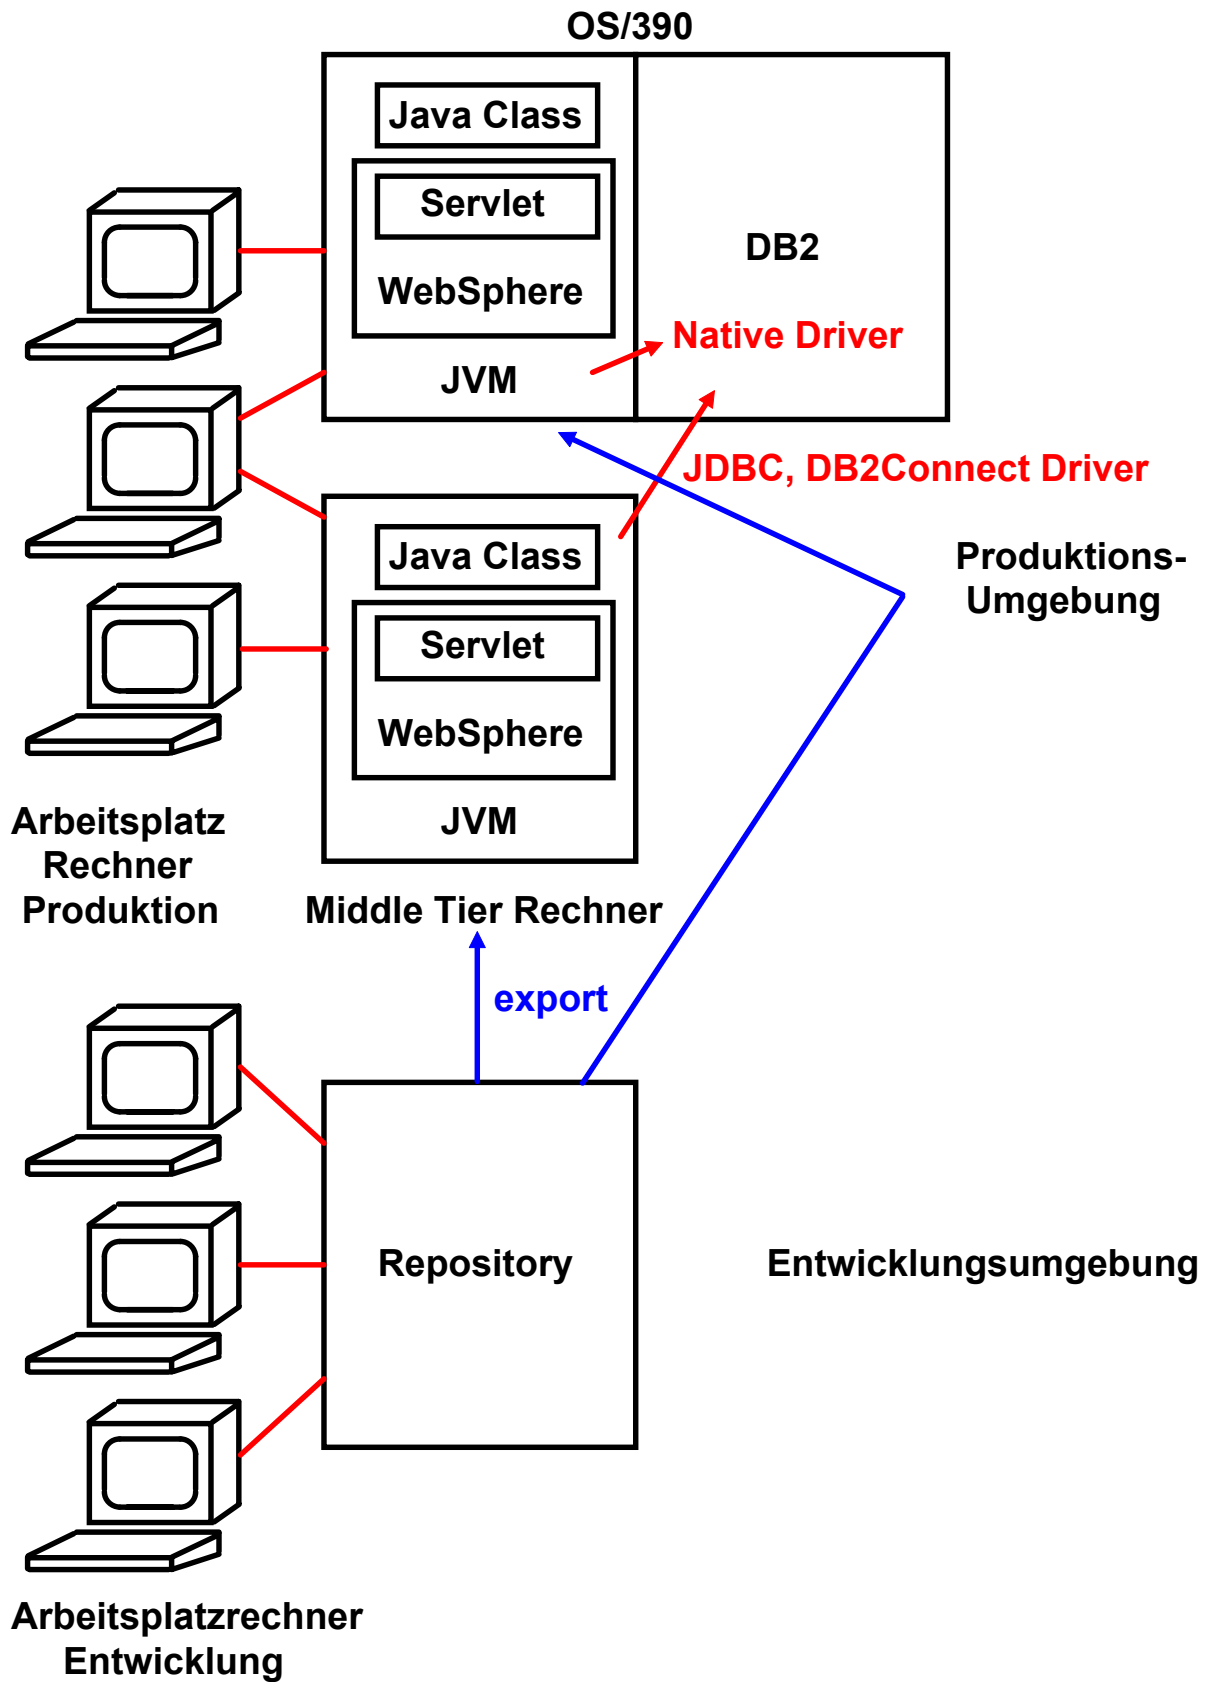 OS/390
Java Class
Servlet
WebSphere
JVM
DB2
Native Driver
JDBC, DB2Connect Driver
Java Class
Servlet
WebSphere
JVM
Produktions-
Umgebung
Arbeitsplatz
Rechner
Produktion
Middle Tier Rechner
export
Repository
Entwicklungsumgebung
Arbeitsplatzrechner
Entwicklung